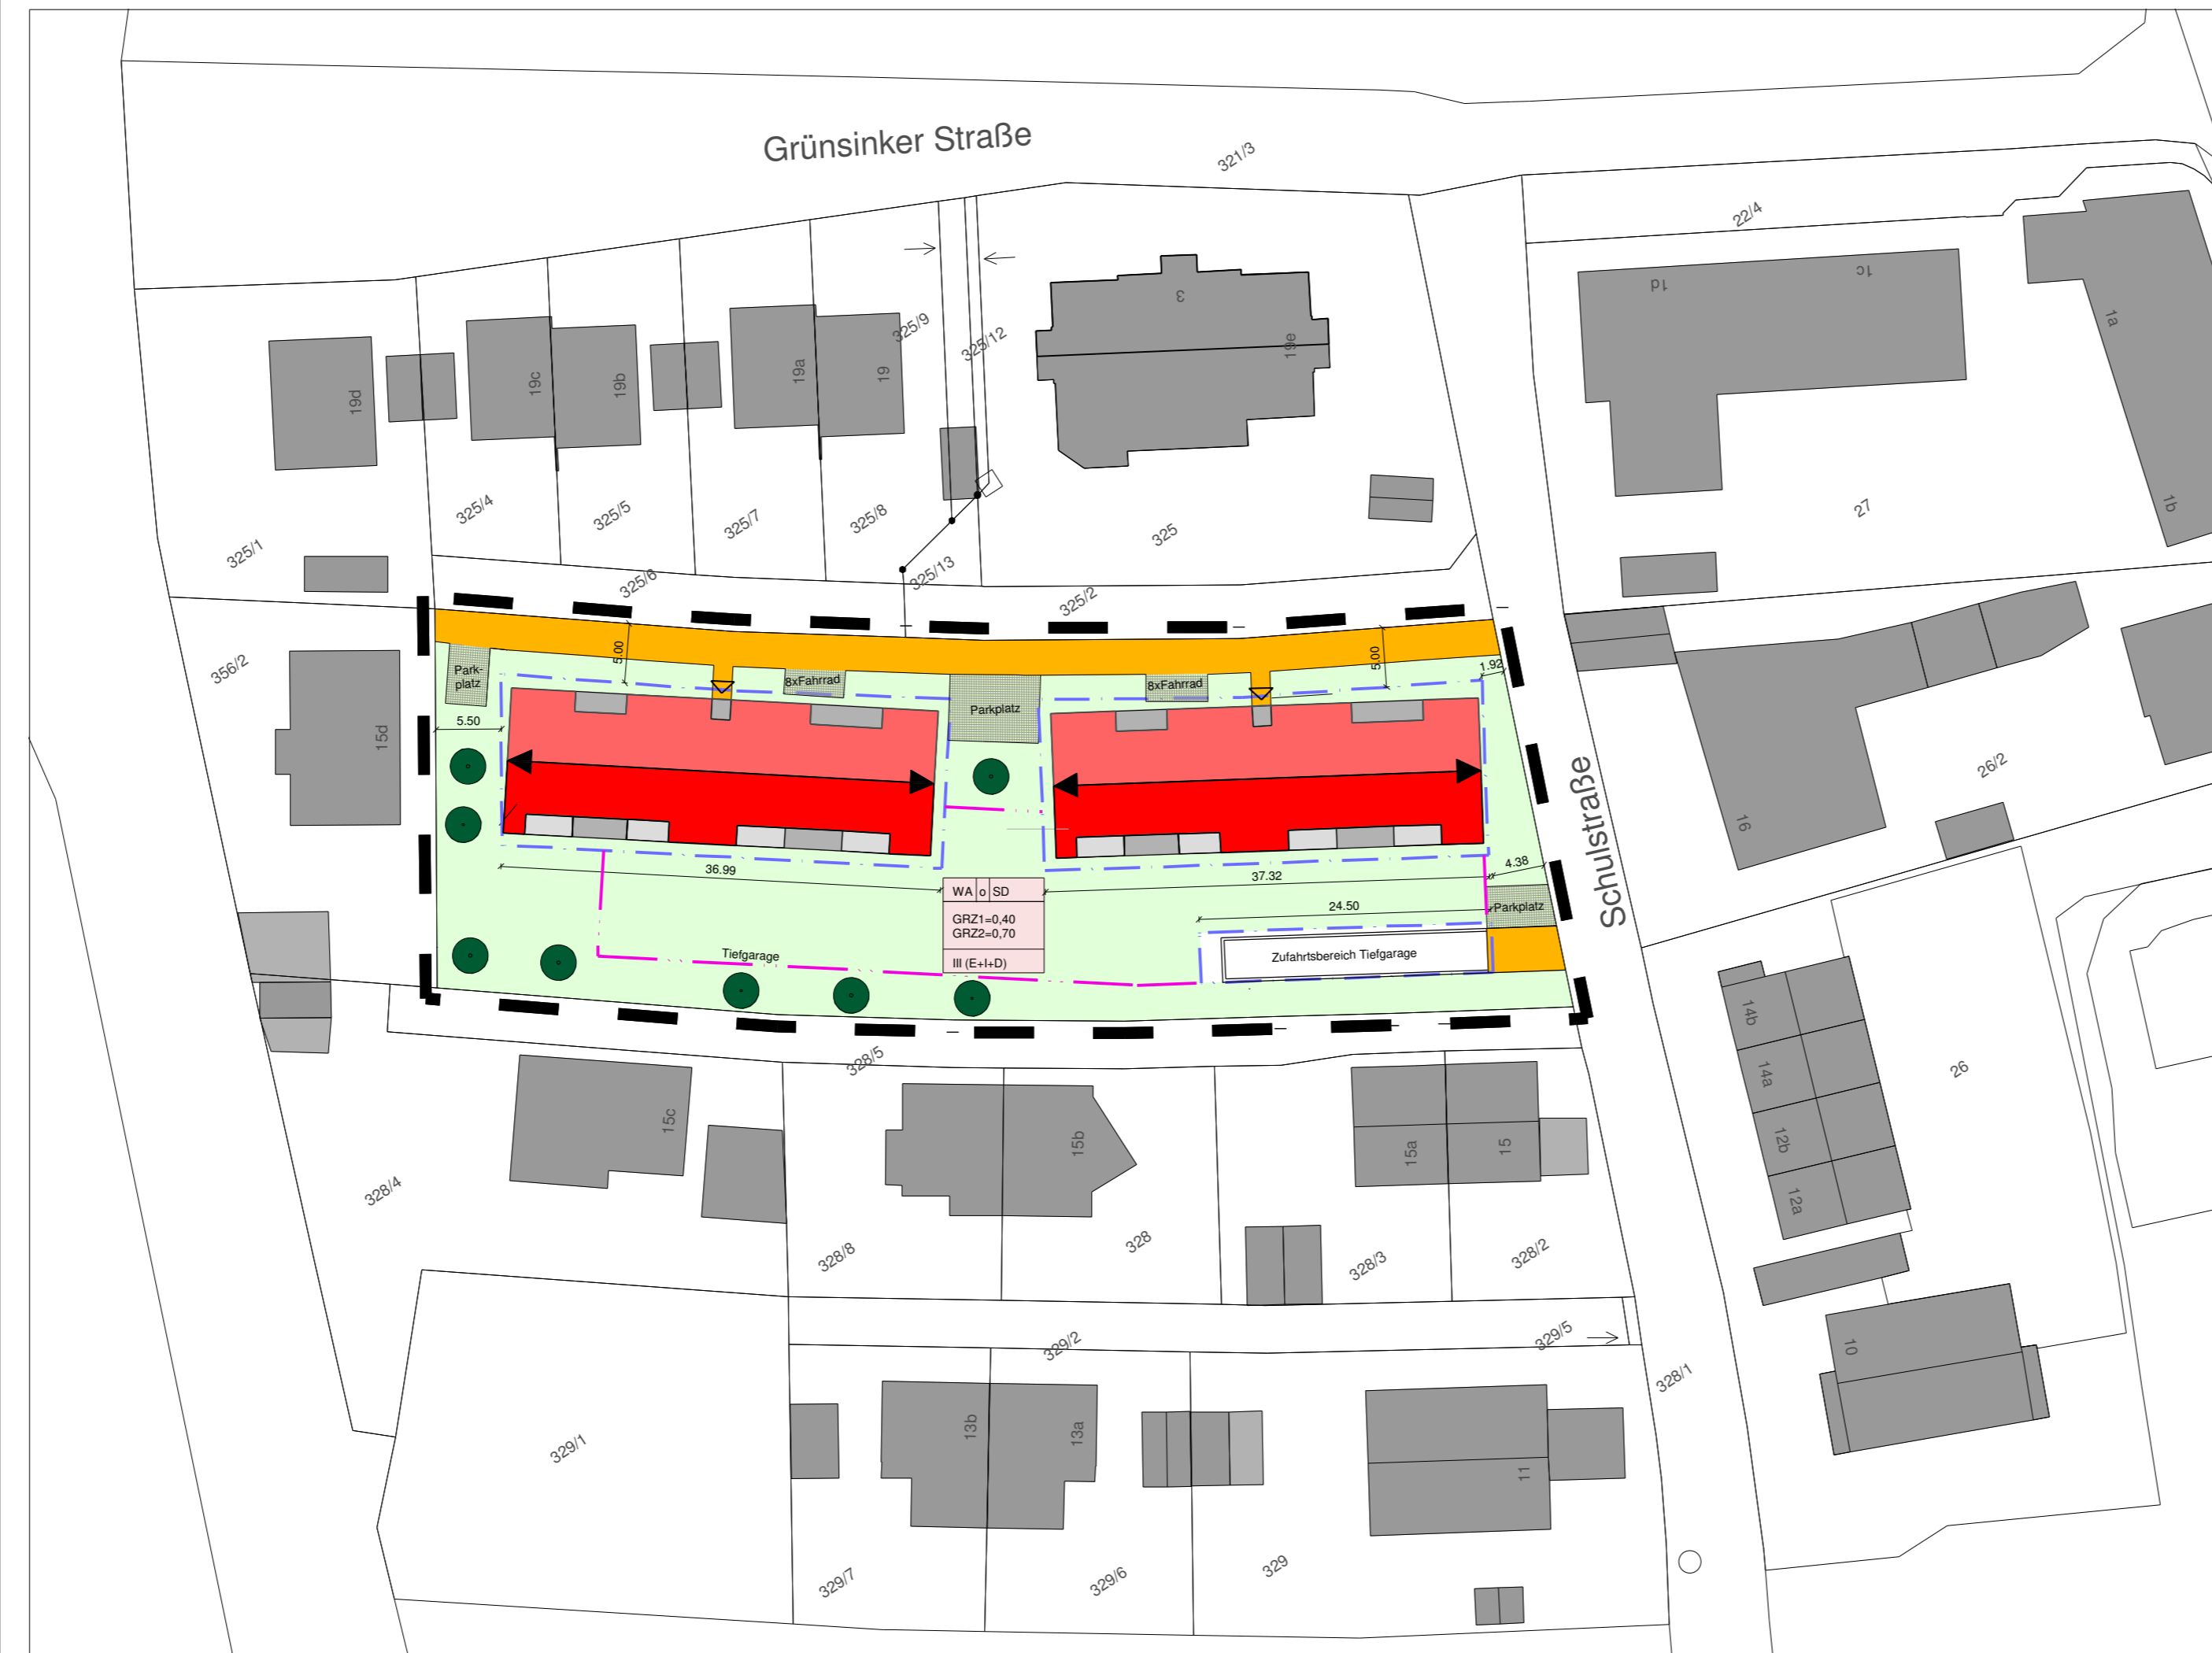 Grünsinker Straße
321/3
22/4
1d
1c
1a
1b
3
19e
19d
19c
19b
19a
19
325/9
325/12
325/4
325/5
325/7
325/8
325
27
325/1
325/6
325/13
325/2
356/2
15d
Park-
platz
5.00
8xFahrrad
Parkplatz
8xFahrrad
5.00
1.92
5.50
Schulstraße
26/2
16
36.99
37.32
4.38
24.50
Parkplatz
WA o SD
GRZ1=0,40
GRZ2=0,70
III (E+I+D)
Tiefgarage
Zufahrtsbereich Tiefgarage
328/5
14b
14a
12b
12a
26
15c
15b
15a
15
328/4
328/8
328
328/3
328/2
329/2
329/5
328/1
10
329/1
13b
13a
11
329/7
329/6
329